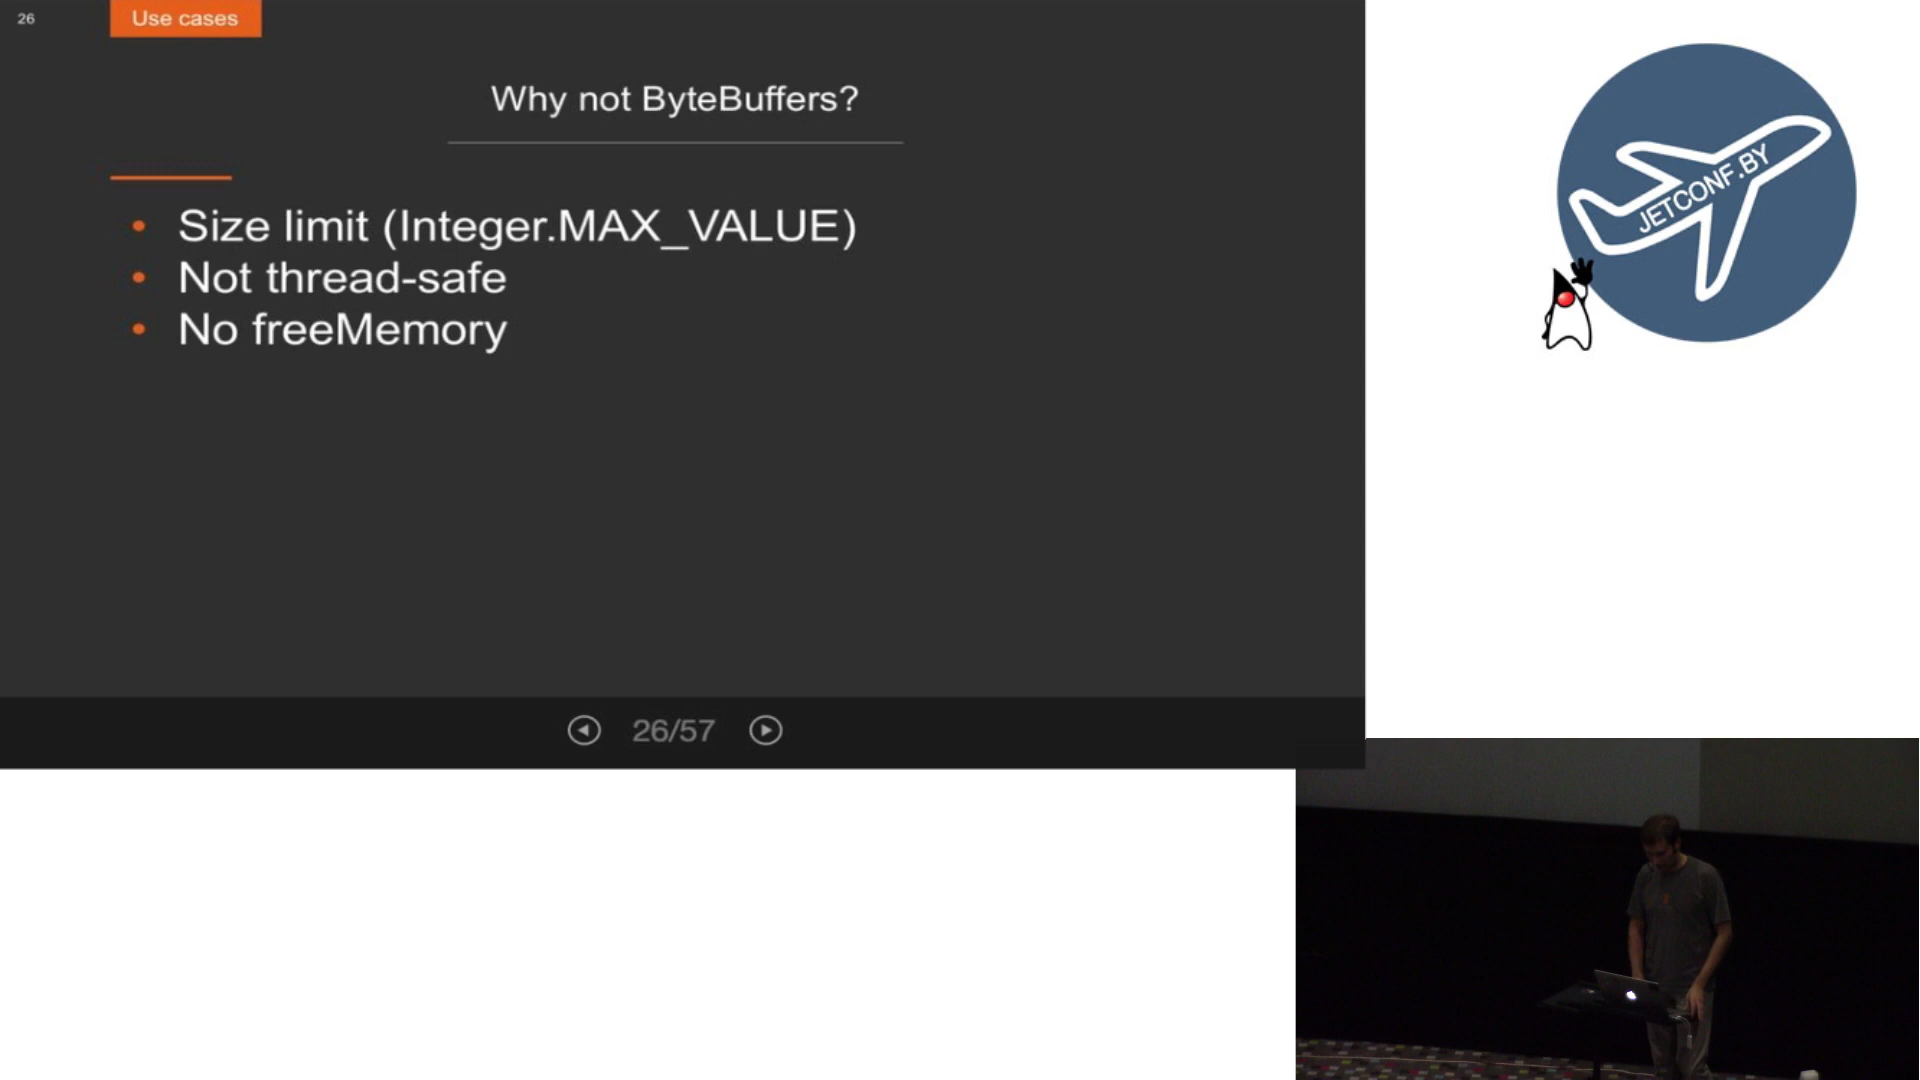 26
Use cases
Why not ByteBuffers?
• Size limit (Integer.MAX_VALUE)
• Not thread-safe
• No freeMemory
26/57
JETCONF.BY